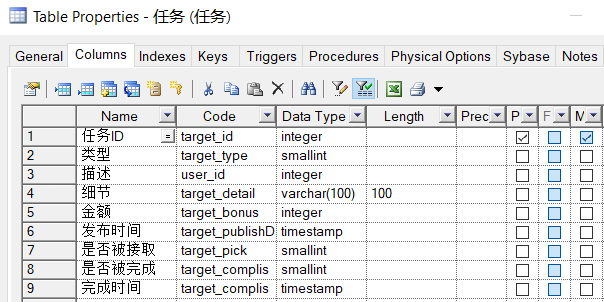 Table Properties - 任务 (任务)
General Columns Indexes Keys Triggers Procedures Physical Options Sybase Notes
Name Code Data Type Length Prec P F M
1 任务ID = target_id integer
2 类型 target_type smallint
3 描述 user_id integer
4 细节 target_detail varchar(100) 100
5 金额 target_bonus integer
6 发布时间 target_publishD timestamp
7 是否被接取 target_pick smallint
8 是否被完成 target_complis smallint
9 完成时间 target_complis timestamp